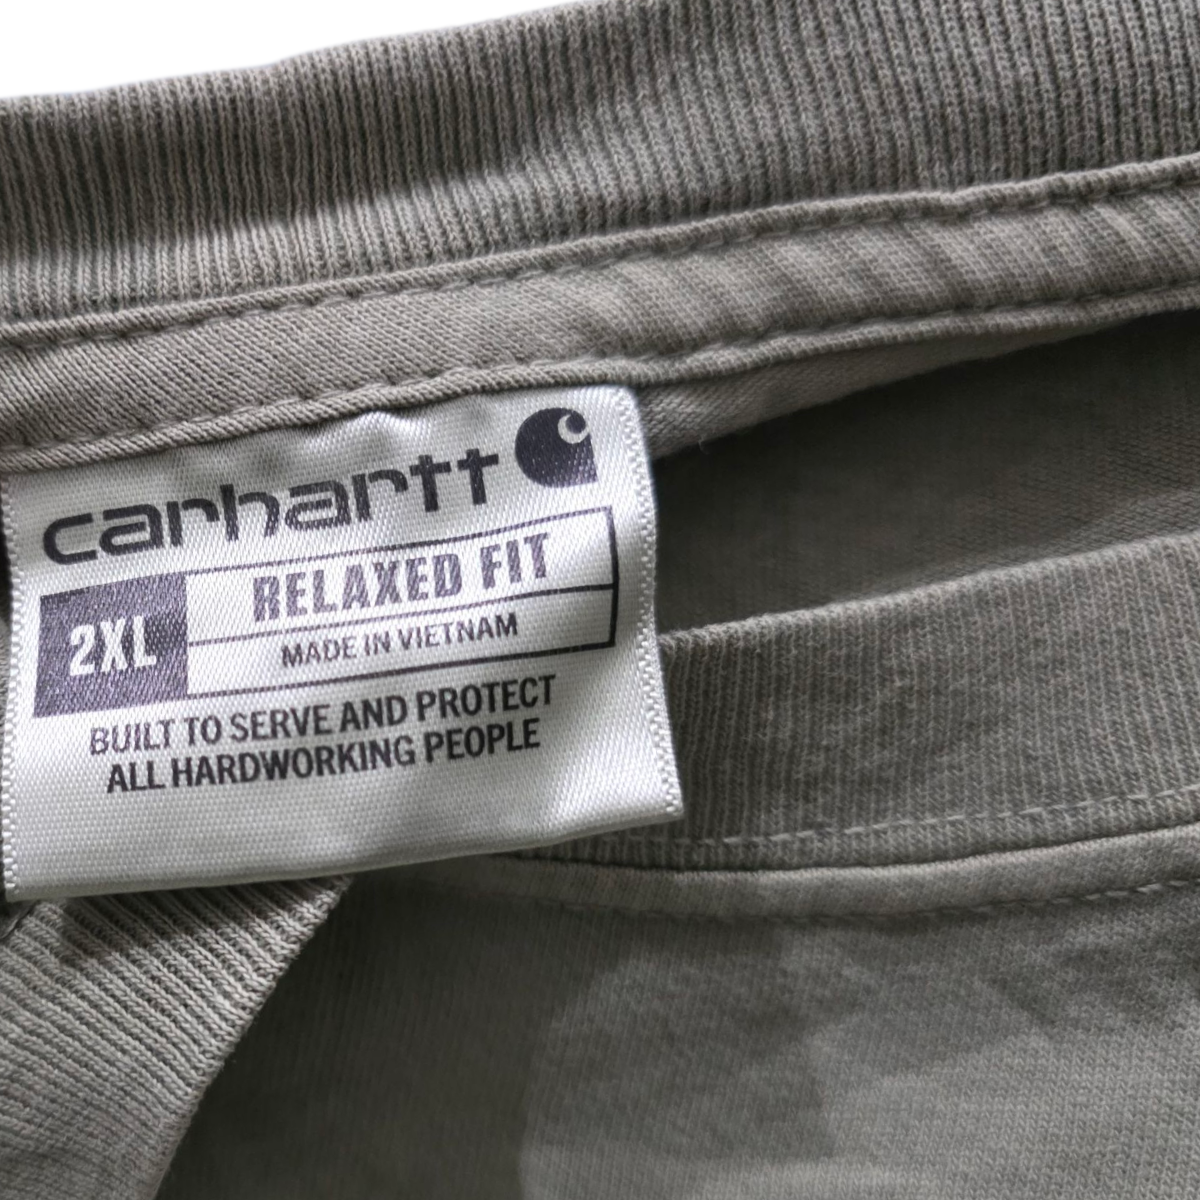 carhartt
2XL
RELAXED FIT
MADE IN VIETNAM
BUILT TO SERVE AND PROTECT
ALL HARDWORKING PEOPLE